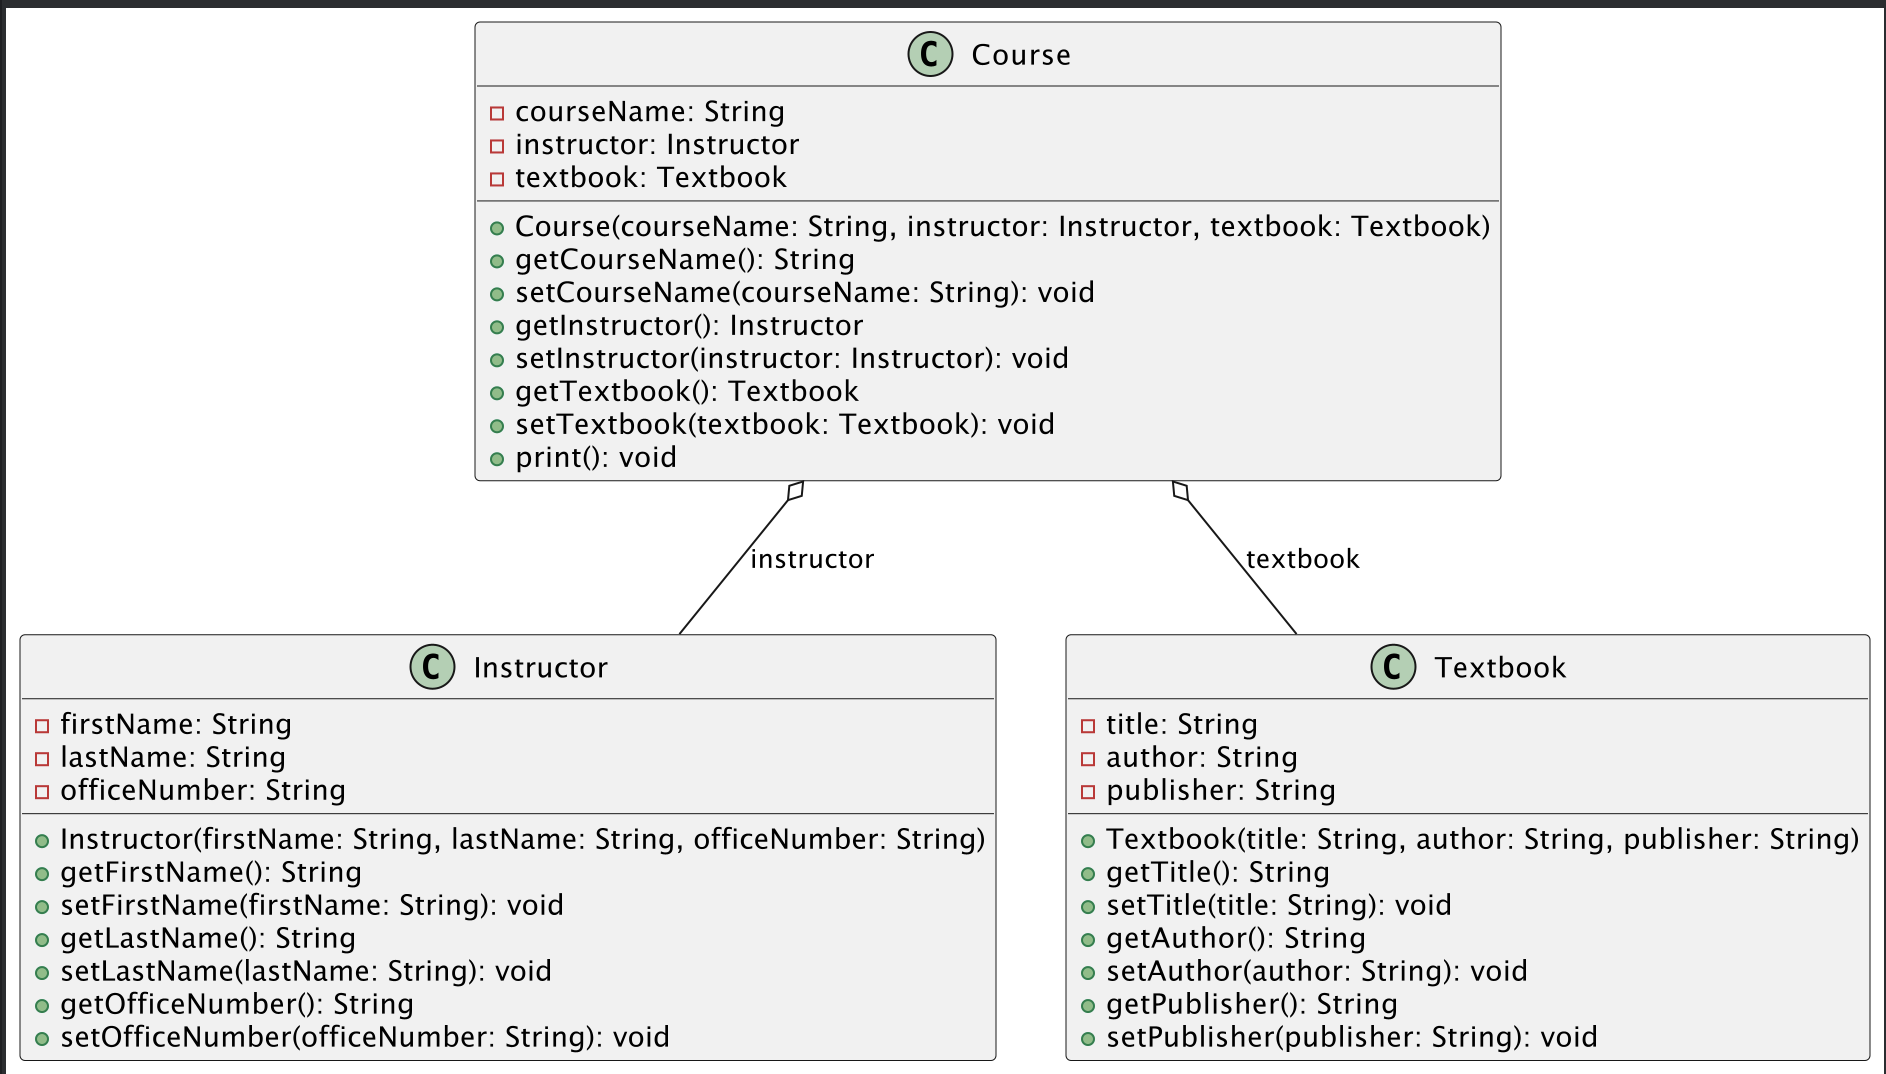 C Course
courseName: String
instructor: Instructor
textbook: Textbook
Course(courseName: String, instructor: Instructor, textbook: Textbook)
getCourseName(): String
setCourseName(courseName: String): void
getInstructor(): Instructor
setInstructor(instructor: Instructor): void
getTextbook(): Textbook
setTextbook(textbook: Textbook): void
print(): void
instructor
textbook
C Instructor
firstName: String
lastName: String
officeNumber: String
Instructor(firstName: String, lastName: String, officeNumber: String)
getFirstName(): String
setFirstName(firstName: String): void
getLastName(): String
setLastName(lastName: String): void
getOfficeNumber(): String
setOfficeNumber(officeNumber: String): void
C Textbook
title: String
author: String
publisher: String
Textbook(title: String, author: String, publisher: String)
getTitle(): String
setTitle(title: String): void
getAuthor(): String
setAuthor(author: String): void
getPublisher(): String
setPublisher(publisher: String): void